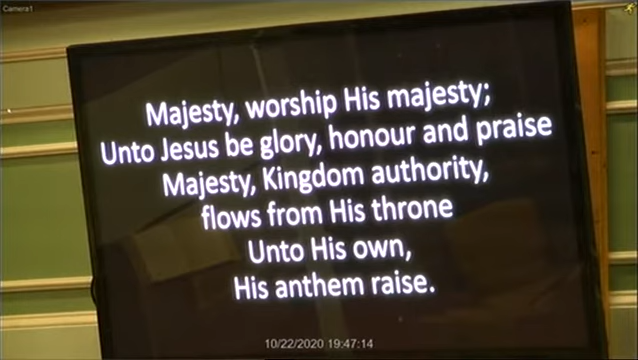 Camera1
Majesty, worship His majesty;
Unto Jesus be glory, honour and praise
Majesty, Kingdom authority,
flows from His throne
Unto His own,
His anthem raise.
10/22/2020 19:47:14